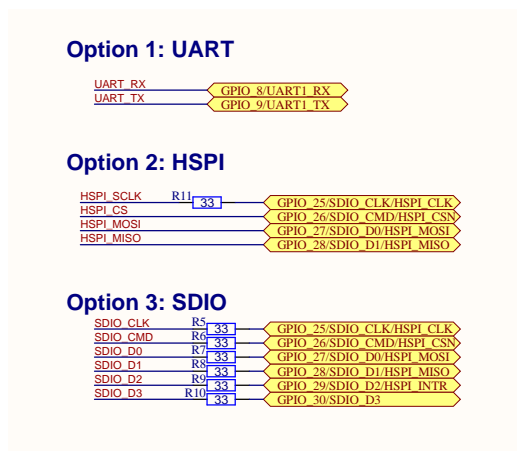 Option 1: UART
UART_RX GPIO_8/UART1_RX
UART_TX GPIO_9/UART1_TX
Option 2: HSPI
HSPI_SCLK R11 33 GPIO_25/SDIO_CLK/HSPI_CLK
HSPI_CS GPIO_26/SDIO_CMD/HSPI_CSN
HSPI_MOSI GPIO_27/SDIO_D0/HSPI_MOSI
HSPI_MISO GPIO_28/SDIO_D1/HSPI_MISO
Option 3: SDIO
SDIO_CLK R5 33 GPIO_25/SDIO_CLK/HSPI_CLK
SDIO_CMD R6 33 GPIO_26/SDIO_CMD/HSPI_CSN
SDIO_D0 R7 33 GPIO_27/SDIO_D0/HSPI_MOSI
SDIO_D1 R8 33 GPIO_28/SDIO_D1/HSPI_MISO
SDIO_D2 R9 33 GPIO_29/SDIO_D2/HSPI_INTR
SDIO_D3 R10 33 GPIO_30/SDIO_D3